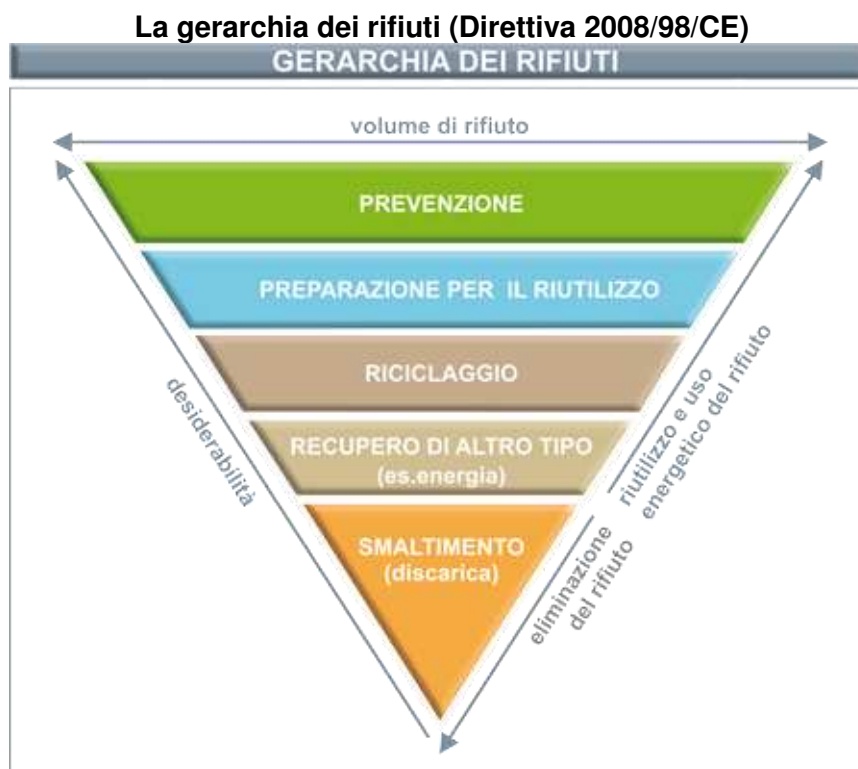 La gerarchia dei rifiuti (Direttiva 2008/98/CE)
GERARCHIA DEI RIFIUTI
volume di rifiuto
PREVENZIONE
PREPARAZIONE PER IL RIUTILIZZO
RICICLAGGIO
RECUPERO DI ALTRO TIPO
(es.energia)
SMALTIMENTO
(discarica)
desiderabilità
riutilizzo e uso
energetico del rifiuto
eliminazione
del rifiuto